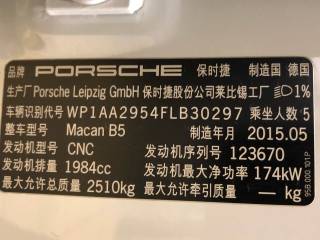 品牌 PORSCHE 保时捷 制造国 德国
生产厂 Porsche Leipzig GmbH 保时捷股份公司莱比锡工厂 1%
车辆识别代号 WP1AA2954FLB30297 乘坐人数 5
整车型号 Macan B5 制造年月 2015.05
发动机型号 CNC 发动机序列号 123670
发动机排量 1984cc 发动机最大净功率 174kW
最大允许总质量 2510kg 最大允许牵引质量 — kg
95B 000 101P